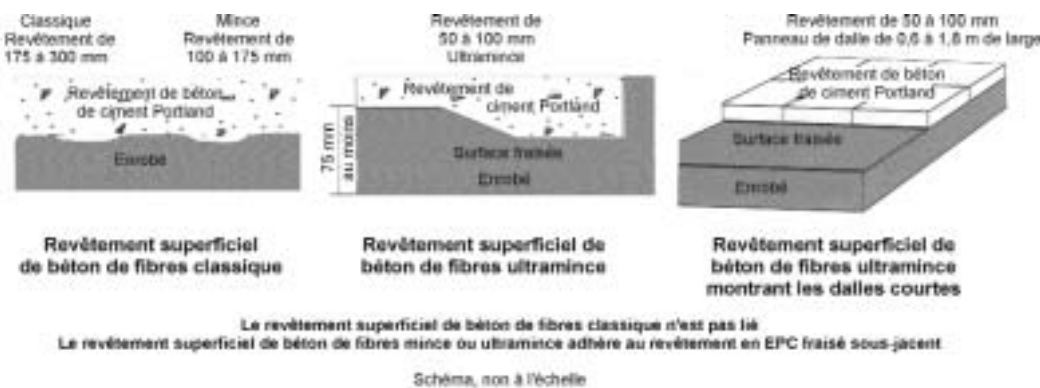 Classique
Revêtement de
175 à 300 mm
Mince
Revêtement de
100 à 175 mm
Revêtement de béton
de ciment Portland
Enrobé
Revêtement superficiel
de béton de fibres classique
Revêtement de
50 à 100 mm
Ultramince
Revêtement de
ciment Portland
75 mm
au moins
Surface fraisée
Enrobé
Revêtement superficiel de
béton de fibres ultramince
Revêtement de 50 à 100 mm
Panneau de dalle de 0,6 à 1,8 m de large
Revêtement de béton
de ciment Portland
Surface fraisée
Enrobé
Revêtement superficiel de
béton de fibres ultramince
montrant les dalles courtes
Le revêtement superficiel de béton de fibres classique n'est pas lié
Le revêtement superficiel de béton de fibres mince ou ultramince adhère au revêtement en EPC fraisé sous-jacent
Schéma, non à l'échelle